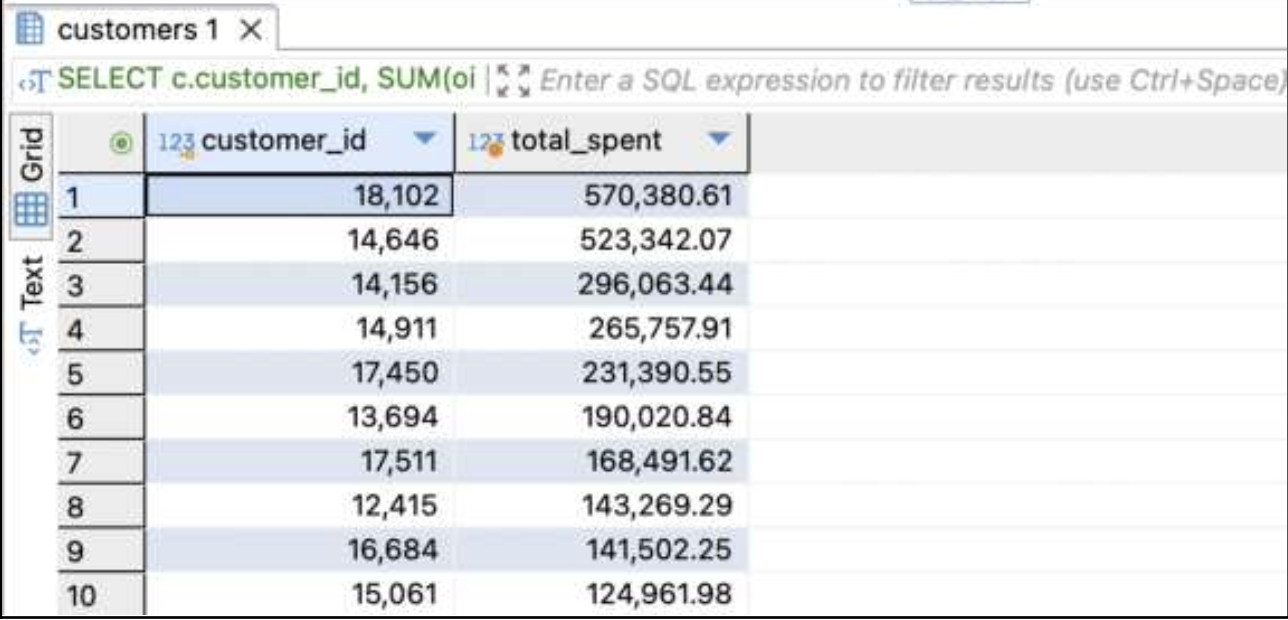 customers 1
SELECT c.customer_id, SUM(oi Enter a SQL expression to filter results (use Ctrl+Space)
Grid
Text
123 customer_id 123 total_spent
1 18,102 570,380.61
2 14,646 523,342.07
3 14,156 296,063.44
4 14,911 265,757.91
5 17,450 231,390.55
6 13,694 190,020.84
7 17,511 168,491.62
8 12,415 143,269.29
9 16,684 141,502.25
10 15,061 124,961.98